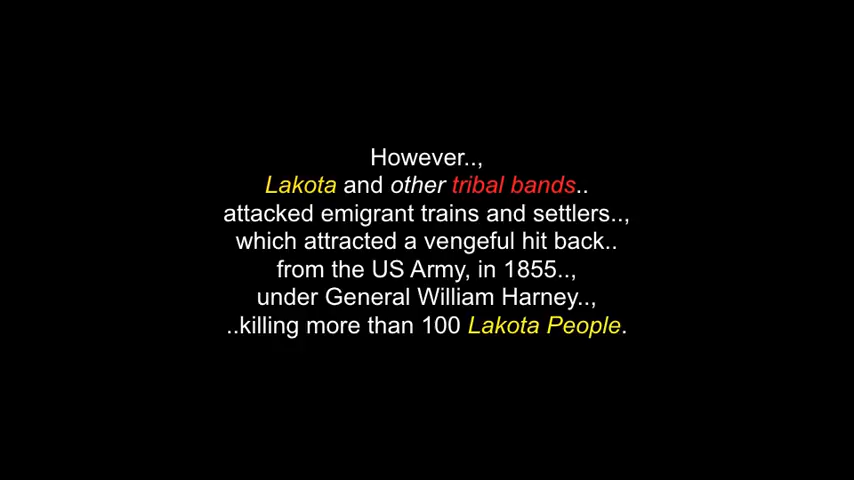 However..,
Lakota and other tribal bands..
attacked emigrant trains and settlers..,
which attracted a vengeful hit back..
from the US Army, in 1855..,
under General William Harney..,
..killing more than 100 Lakota People.